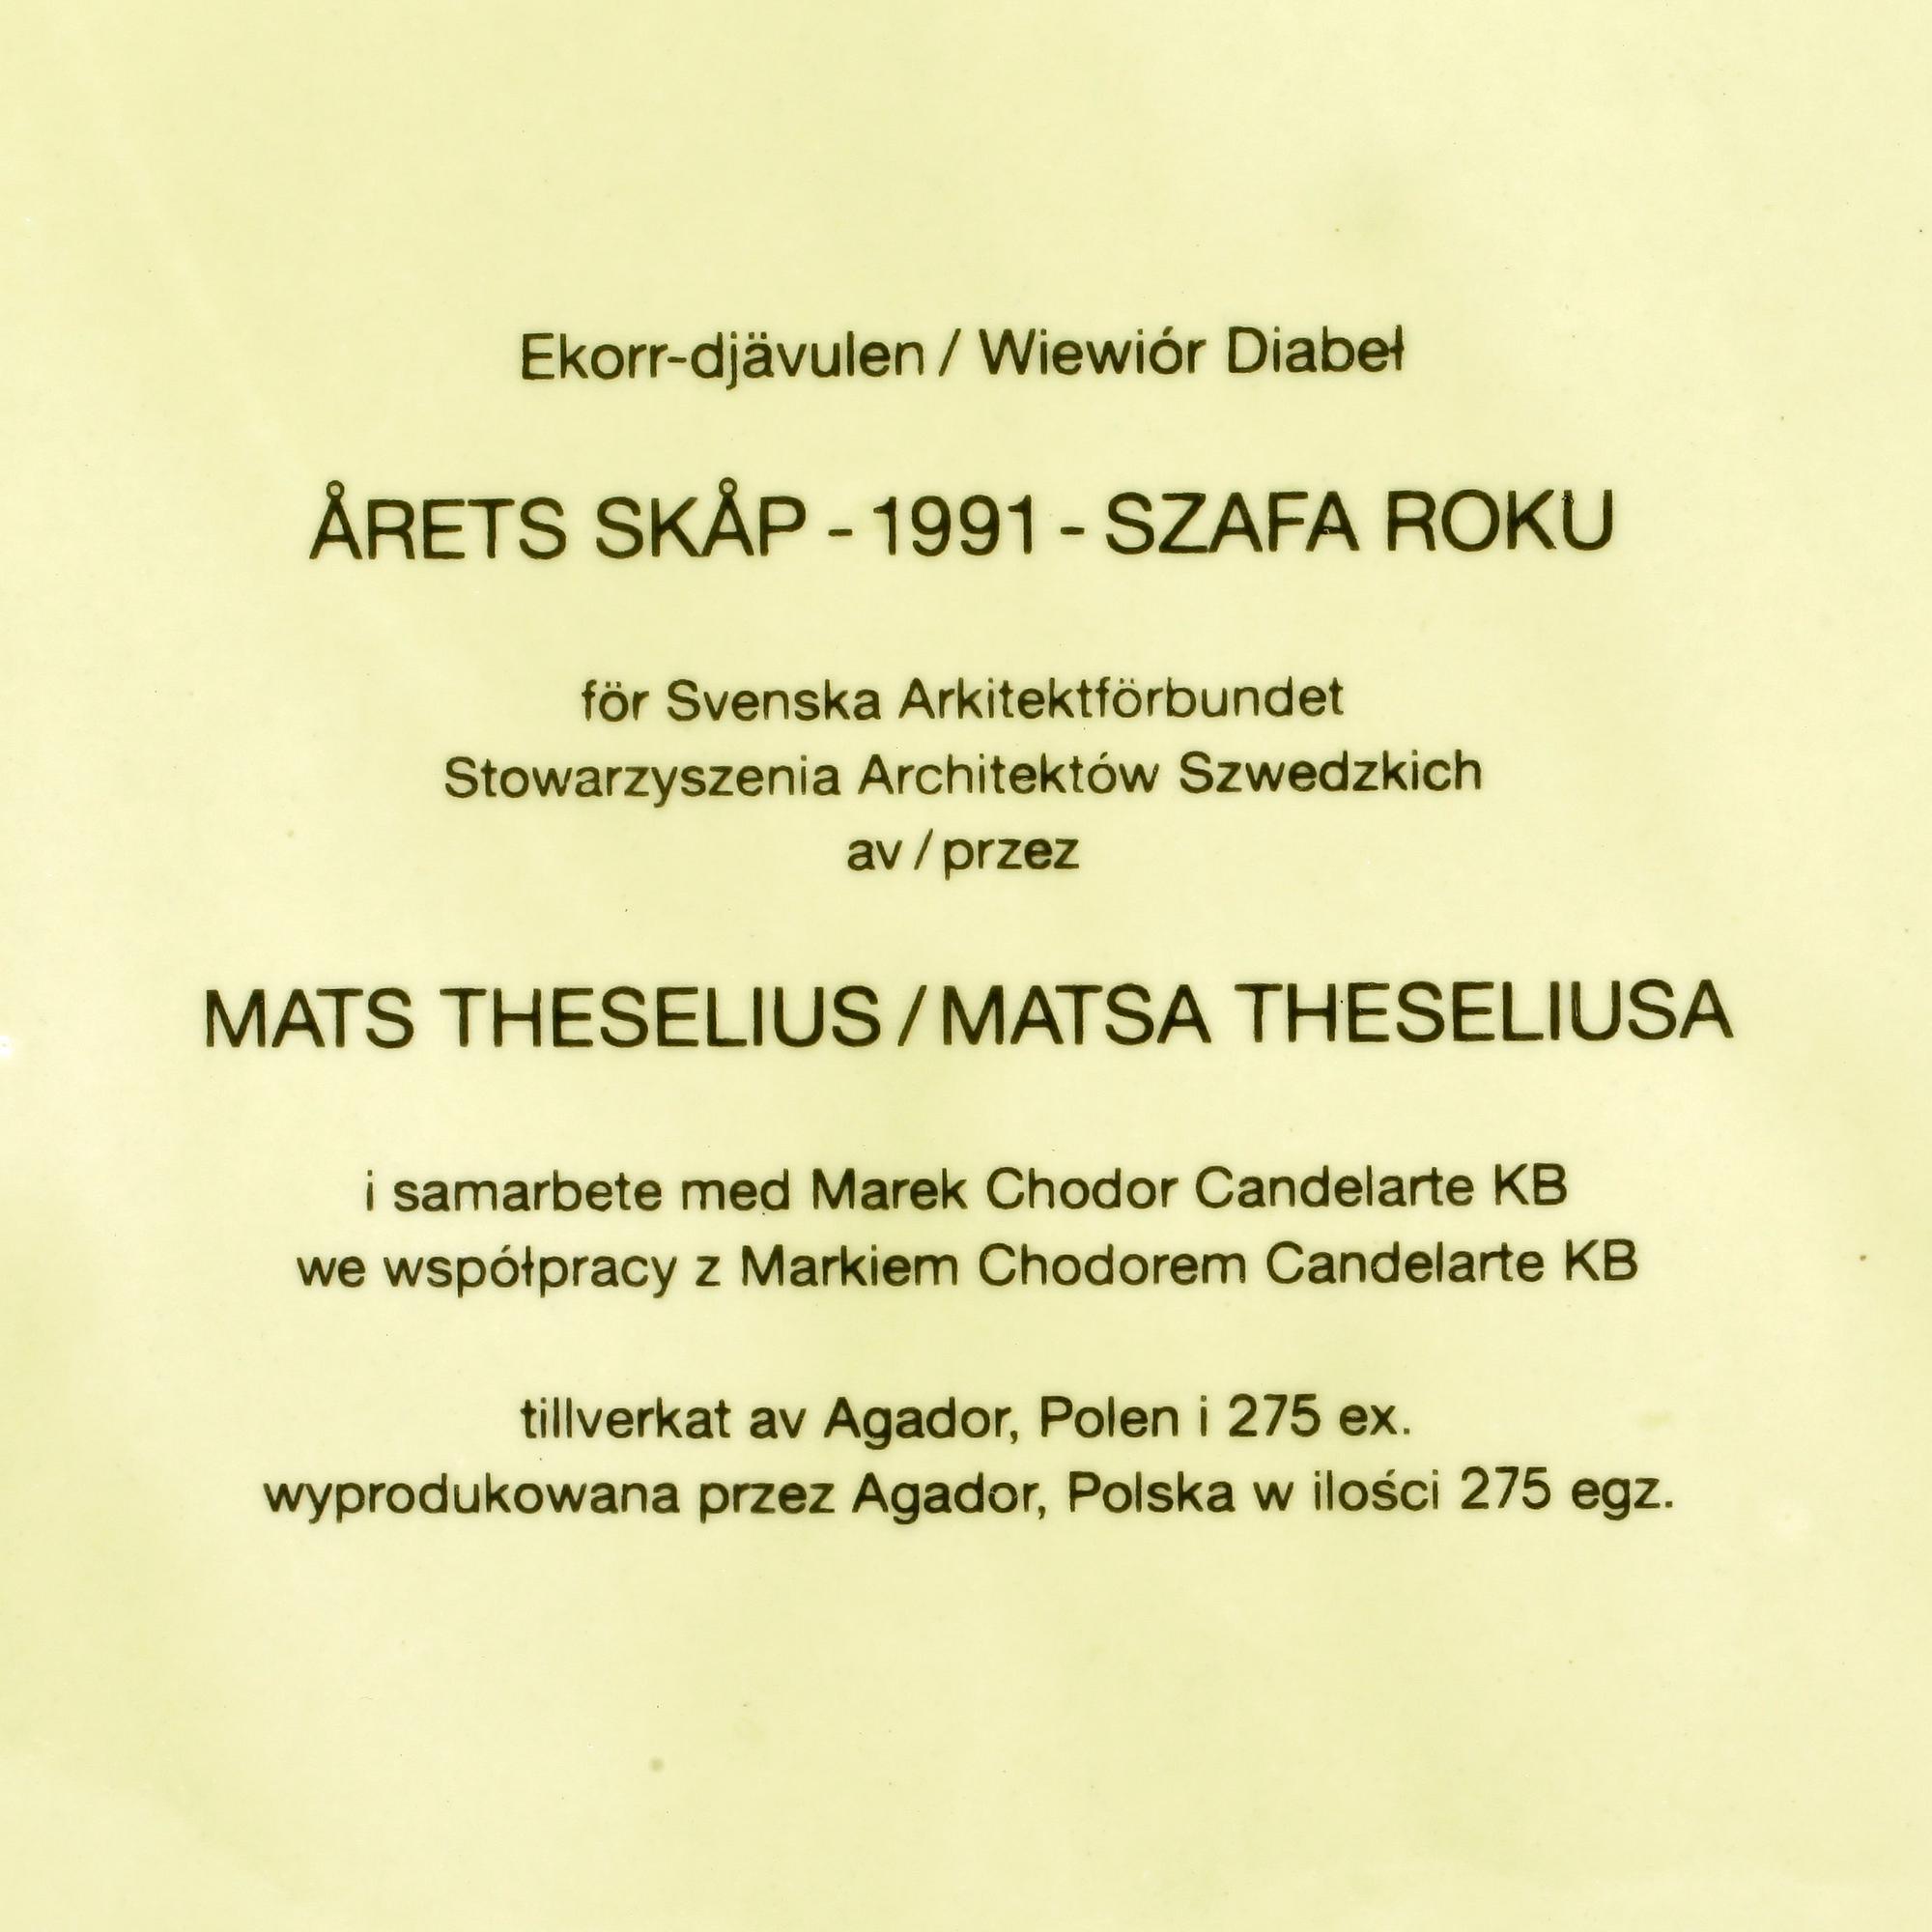 Ekorr-djävulen / Wiewiór Diabeł
ÅRETS SKÅP - 1991 - SZAFA ROKU
för Svenska Arkitektförbundet
Stowarzyszenia Architektów Szwedzkich
av / przez
MATS THESELIUS / MATSA THESELIUSA
i samarbete med Marek Chodor Candelarte KB
we współpracy z Markiem Chodorem Candelarte KB
tillverkat av Agador, Polen i 275 ex.
wyprodukowana przez Agador, Polska w ilości 275 egz.